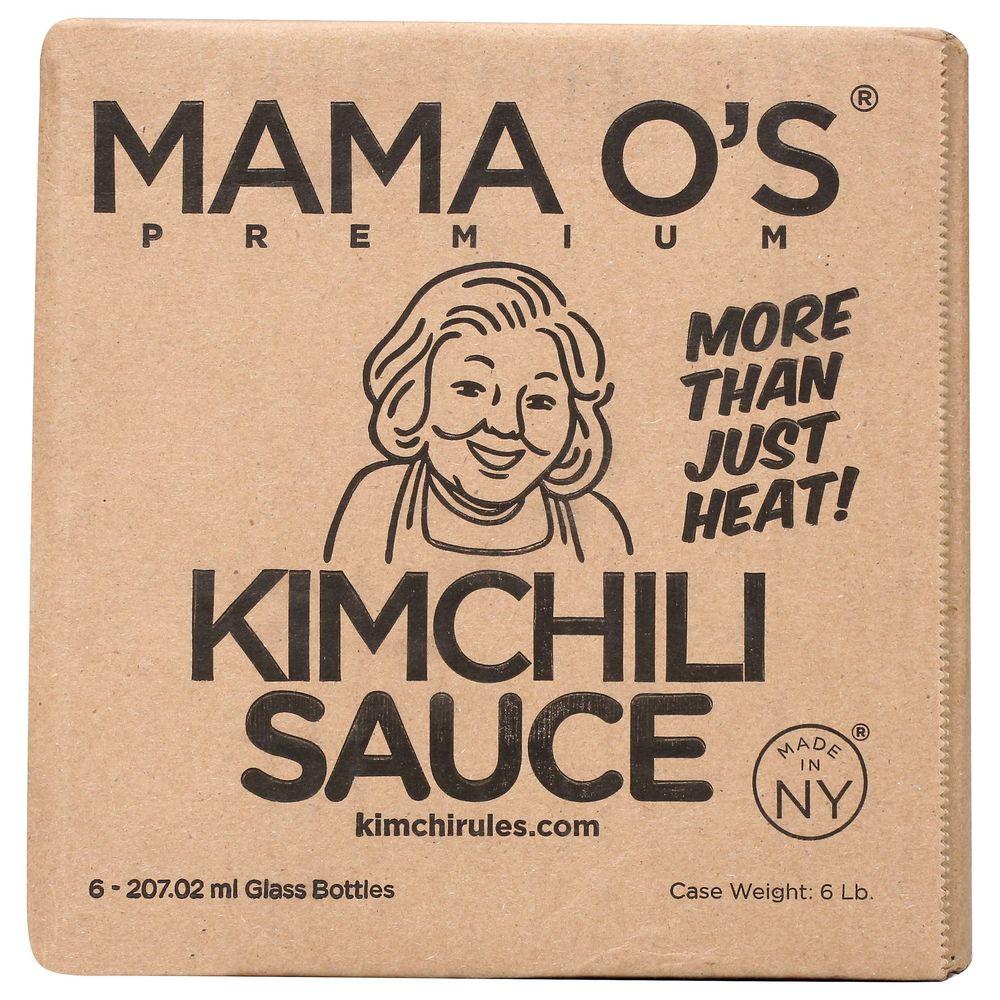 MAMA O'S®
PREMIUM
MORE
THAN
JUST
HEAT!
KIMCHILI
SAUCE
kimchirules.com
MADE
IN
NY
®
6 - 207.02 ml Glass Bottles
Case Weight: 6 Lb.